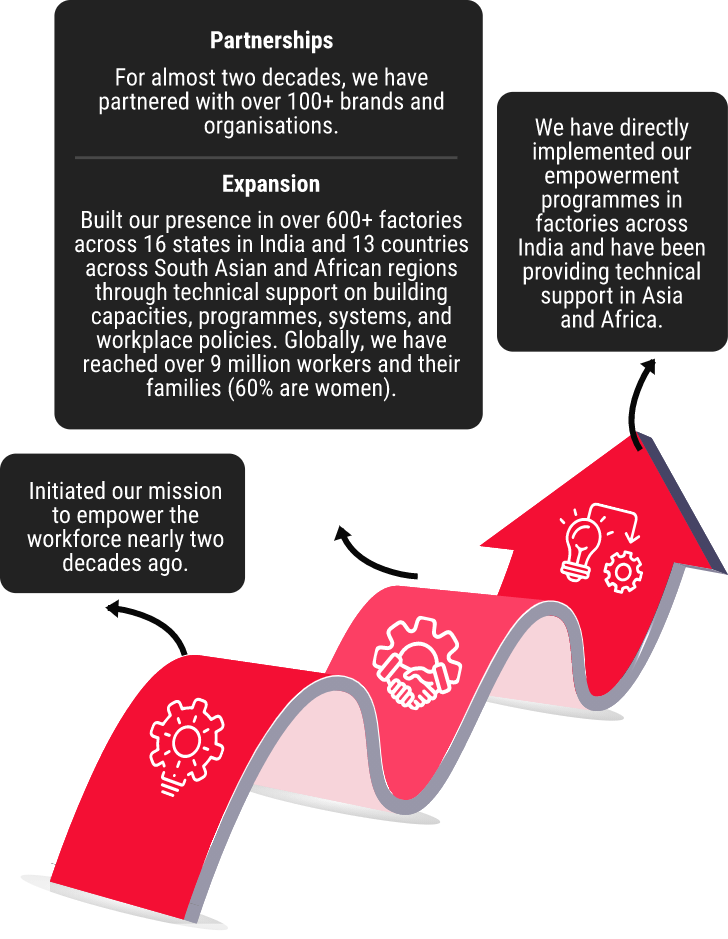 Partnerships
For almost two decades, we have
partnered with over 100+ brands and
organisations.
Expansion
Built our presence in over 600+ factories
across 16 states in India and 13 countries
across South Asian and African regions
through technical support on building
capacities, programmes, systems, and
workplace policies. Globally, we have
reached over 9 million workers and their
families (60% are women).
We have directly
implemented our
empowerment
programmes in
factories across
India and have been
providing technical
support in Asia
and Africa.
Initiated our mission
to empower the
workforce nearly two
decades ago.